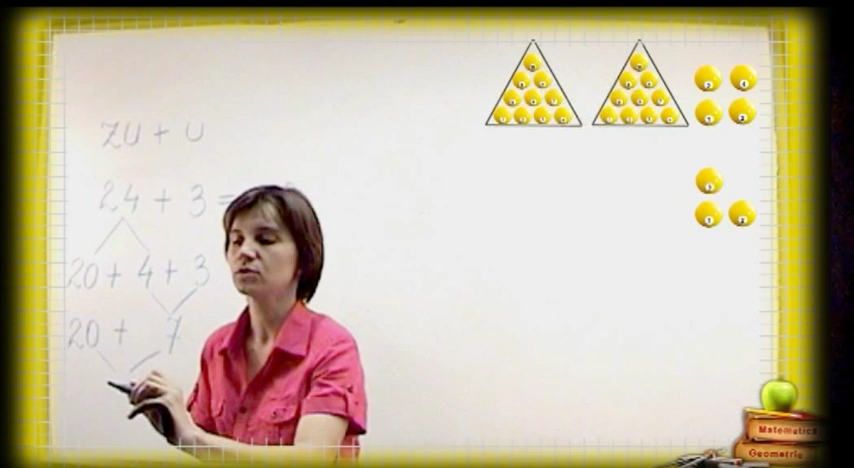 ZU + U
24 + 3 =
20 + 4 + 3
20 + 7
Matematica
Geometrie